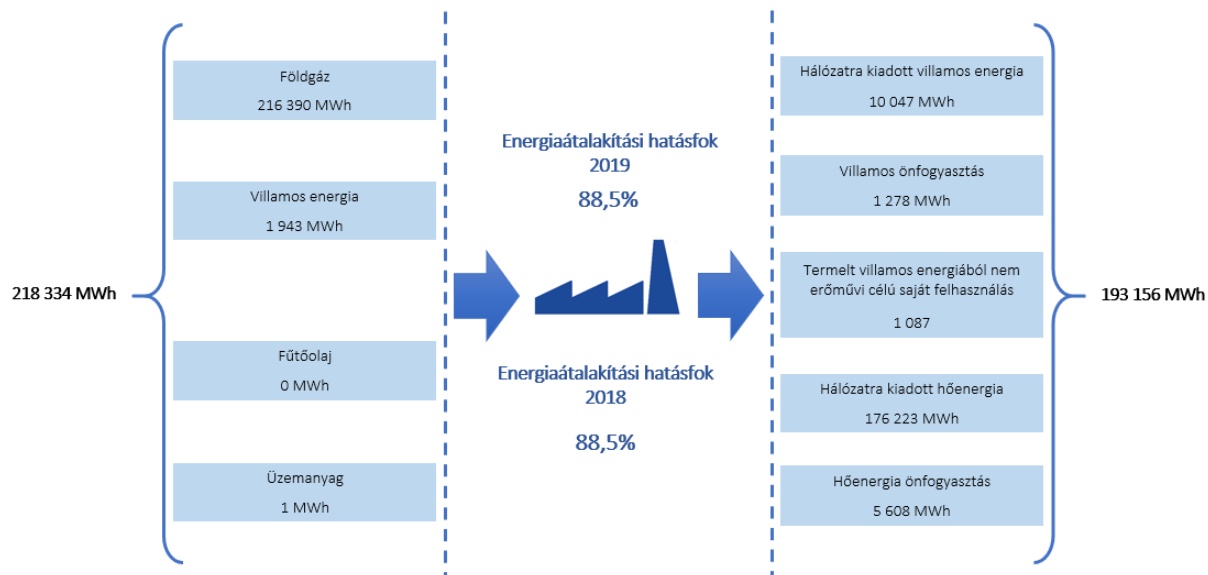 Földgáz
216 390 MWh
Villamos energia
1 943 MWh
218 334 MWh
Fűtőolaj
0 MWh
Üzemanyag
1 MWh
Energiaátalakítási hatásfok
2019
88,5%
Energiaátalakítási hatásfok
2018
88,5%
Hálózatra kiadott villamos energia
10 047 MWh
Villamos önfogyasztás
1 278 MWh
Termelt villamos energiából nem
erőművi célú saját felhasználás
1 087
Hálózatra kiadott hőenergia
176 223 MWh
Hőenergia önfogyasztás
5 608 MWh
193 156 MWh